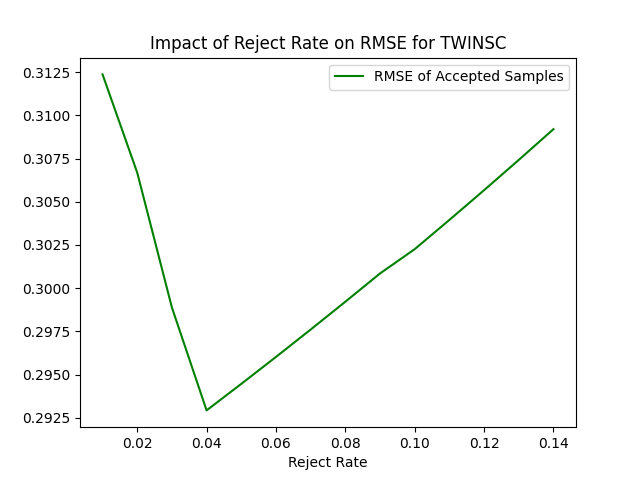 Impact of Reject Rate on RMSE for TWINSC
RMSE of Accepted Samples
0.3125
0.3100
0.3075
0.3050
0.3025
0.3000
0.2975
0.2950
0.2925
0.02 0.04 0.06 0.08 0.10 0.12 0.14
Reject Rate